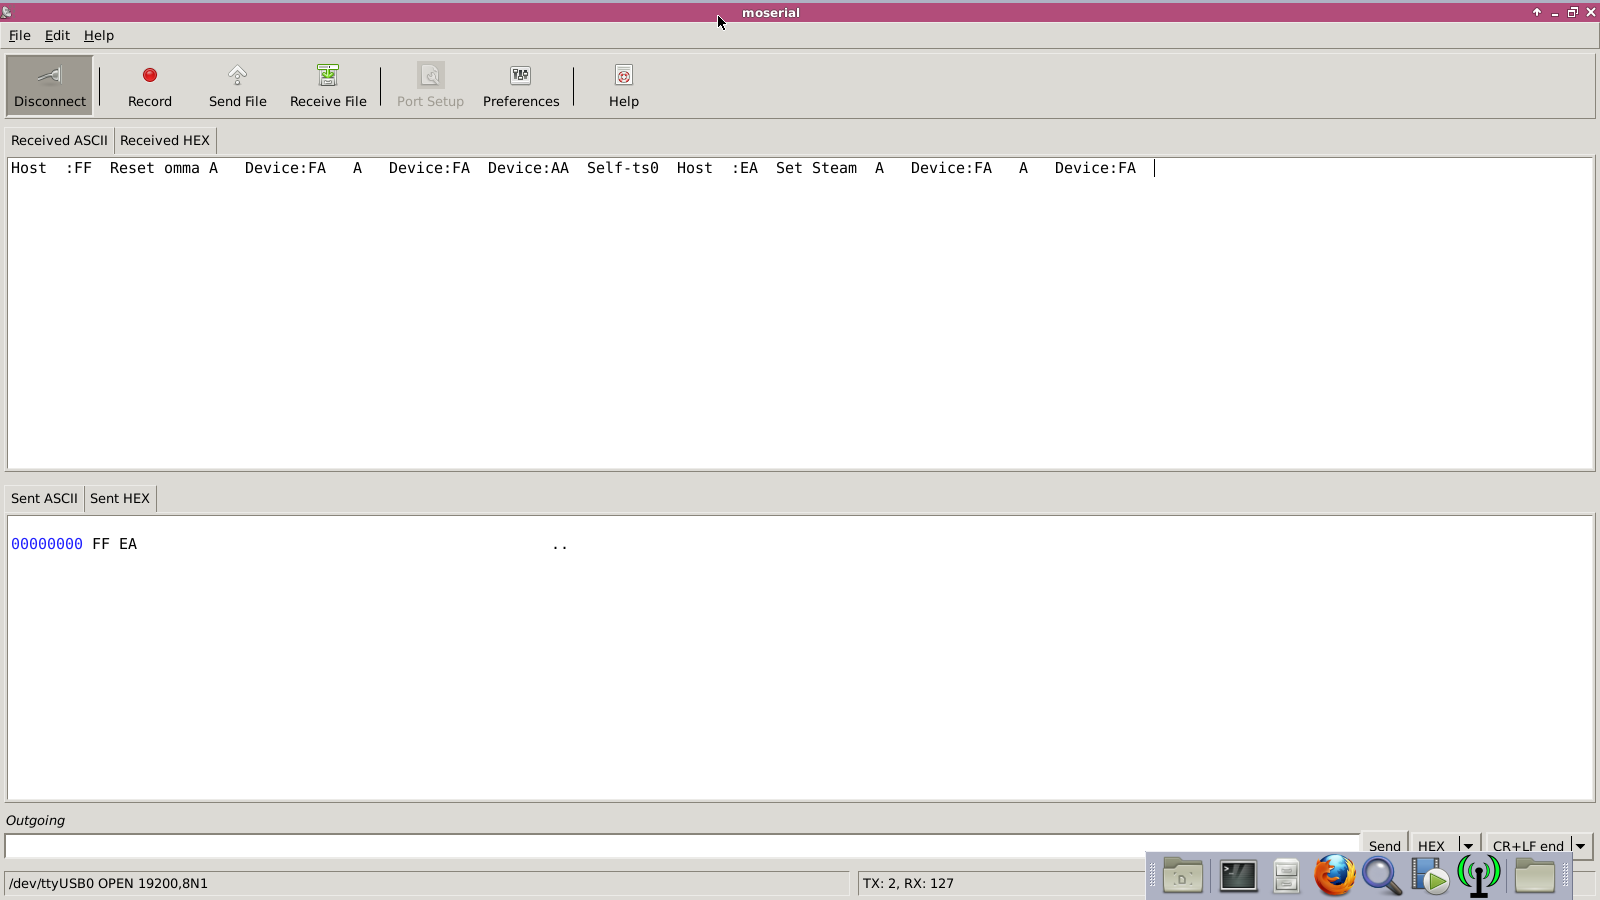 moserial
File Edit Help
Disconnect Record Send File Receive File Port Setup Preferences Help
Received ASCII Received HEX
Host  :FF  Reset omma A   Device:FA   A   Device:FA  Device:AA  Self-ts0  Host  :EA  Set Steam  A   Device:FA   A   Device:FA
Sent ASCII Sent HEX
00000000 FF EA ..
Outgoing
Send HEX CR+LF end
/dev/ttyUSB0 OPEN 19200,8N1 TX: 2, RX: 127